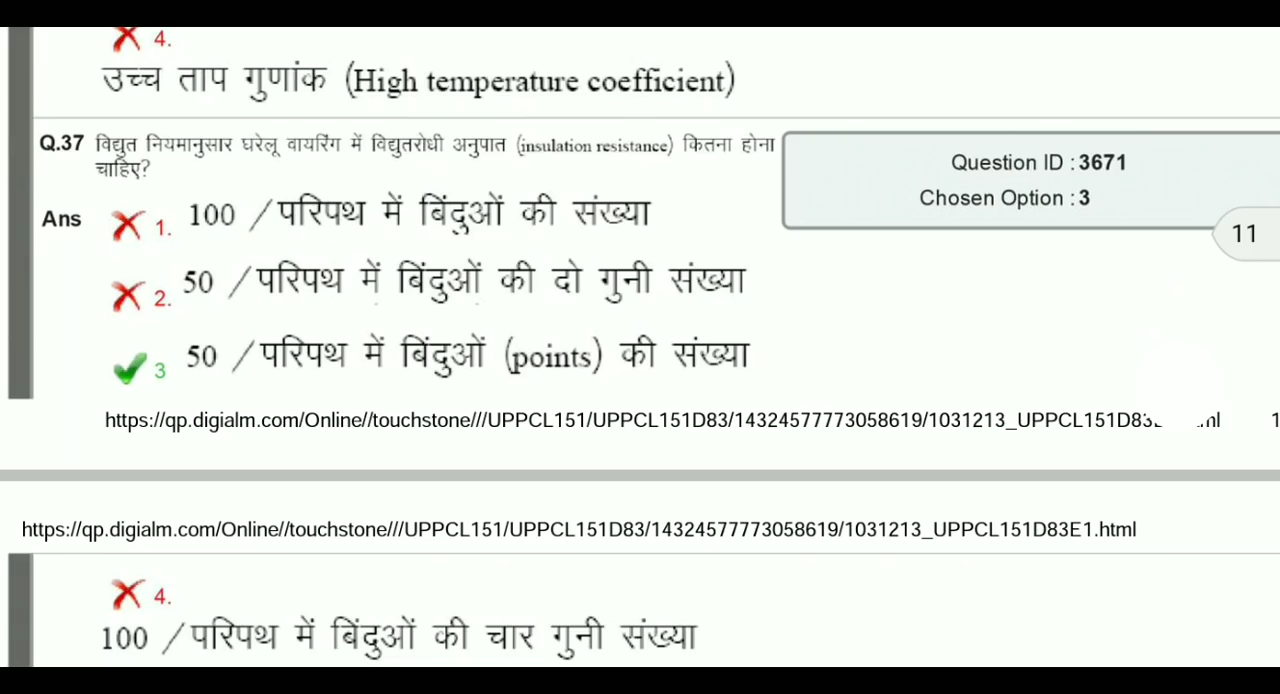 4.
उच्च ताप गुणांक (High temperature coefficient)
Q.37 विद्युत नियमानुसार घरेलू वायरिंग में विद्युतरोधी अनुपात (insulation resistance) कितना होना
चाहिए?
Question ID : 3671
Chosen Option : 3
11
Ans 1. 100 / परिपथ में बिंदुओं की संख्या
2. 50 / परिपथ में बिंदुओं की दो गुनी संख्या
3 50 / परिपथ में बिंदुओं (points) की संख्या
https://qp.digialm.com/Online//touchstone///UPPCL151/UPPCL151D83/14324577773058619/1031213_UPPCL151D83
https://qp.digialm.com/Online//touchstone///UPPCL151/UPPCL151D83/14324577773058619/1031213_UPPCL151D83E1.html
4.
100 / परिपथ में बिंदुओं की चार गुनी संख्या